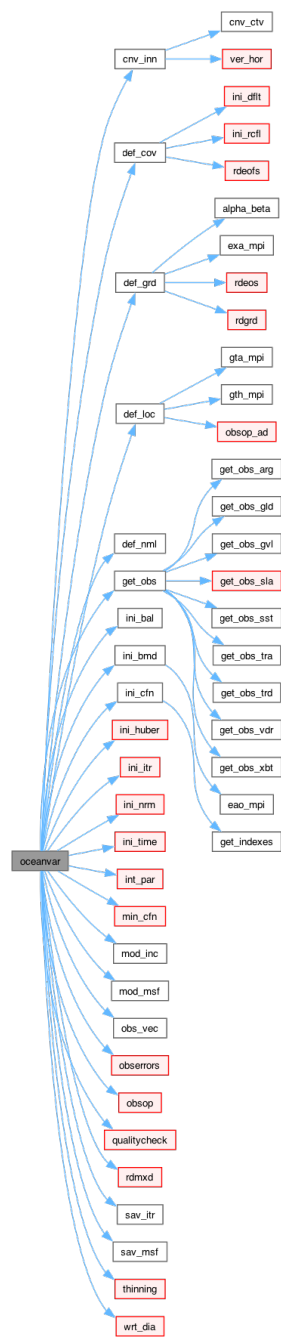 cnv_ctv
cnv_inn
ver_hor
ini_dflt
def_cov
ini_rcfl
rdeofs
alpha_beta
exa_mpi
def_grd
rdeos
rdgrd
gta_mpi
gth_mpi
def_loc
obsop_ad
get_obs_arg
get_obs_gld
def_nml
get_obs_gvl
get_obs
get_obs_sla
ini_bal
get_obs_sst
ini_bmd
get_obs_tra
ini_cfn
get_obs_trd
ini_huber
get_obs_vdr
ini_itr
get_obs_xbt
ini_nrm
eao_mpi
ini_time
get_indexes
oceanvar
int_par
min_cfn
mod_inc
mod_msf
obs_vec
obserrors
obsop
qualitycheck
rdmxd
sav_itr
sav_msf
thinning
wrt_dia